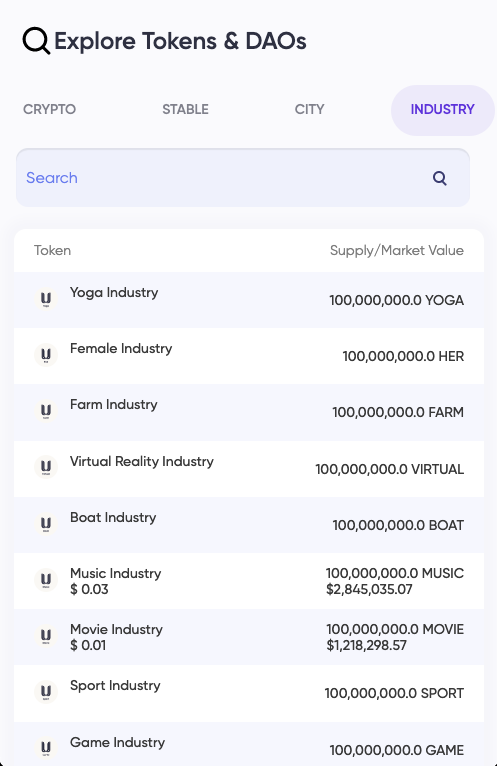 Explore Tokens & DAOs
CRYPTO STABLE CITY INDUSTRY
Search
Token Supply/Market Value
Yoga Industry 100,000,000.0 YOGA
Female Industry 100,000,000.0 HER
Farm Industry 100,000,000.0 FARM
Virtual Reality Industry 100,000,000.0 VIRTUAL
Boat Industry 100,000,000.0 BOAT
Music Industry 100,000,000.0 MUSIC
$ 0.03 $2,845,035.07
Movie Industry 100,000,000.0 MOVIE
$ 0.01 $1,218,298.57
Sport Industry 100,000,000.0 SPORT
Game Industry 100,000,000.0 GAME